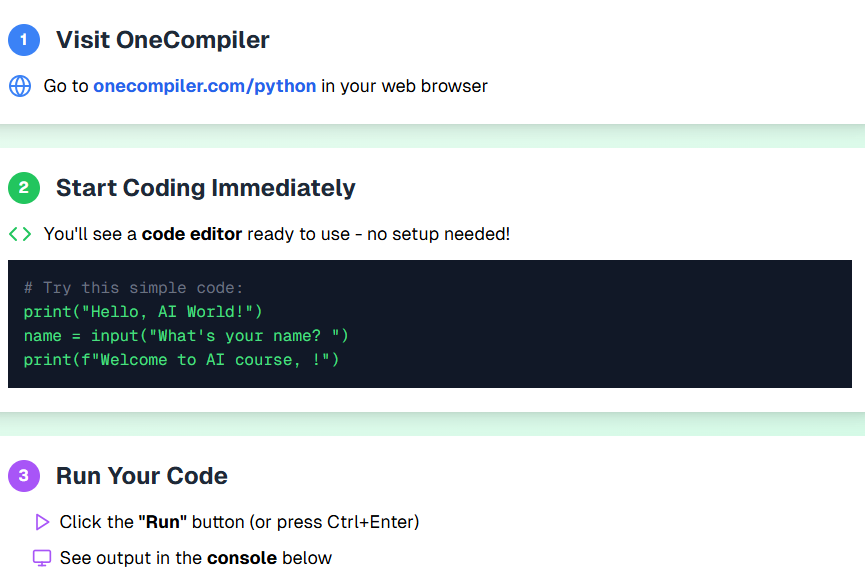 1 Visit OneCompiler
Go to onecompiler.com/python in your web browser
2 Start Coding Immediately
You'll see a code editor ready to use - no setup needed!
# Try this simple code:
print("Hello, AI World!")
name = input("What's your name? ")
print(f"Welcome to AI course, !")
3 Run Your Code
Click the "Run" button (or press Ctrl+Enter)
See output in the console below